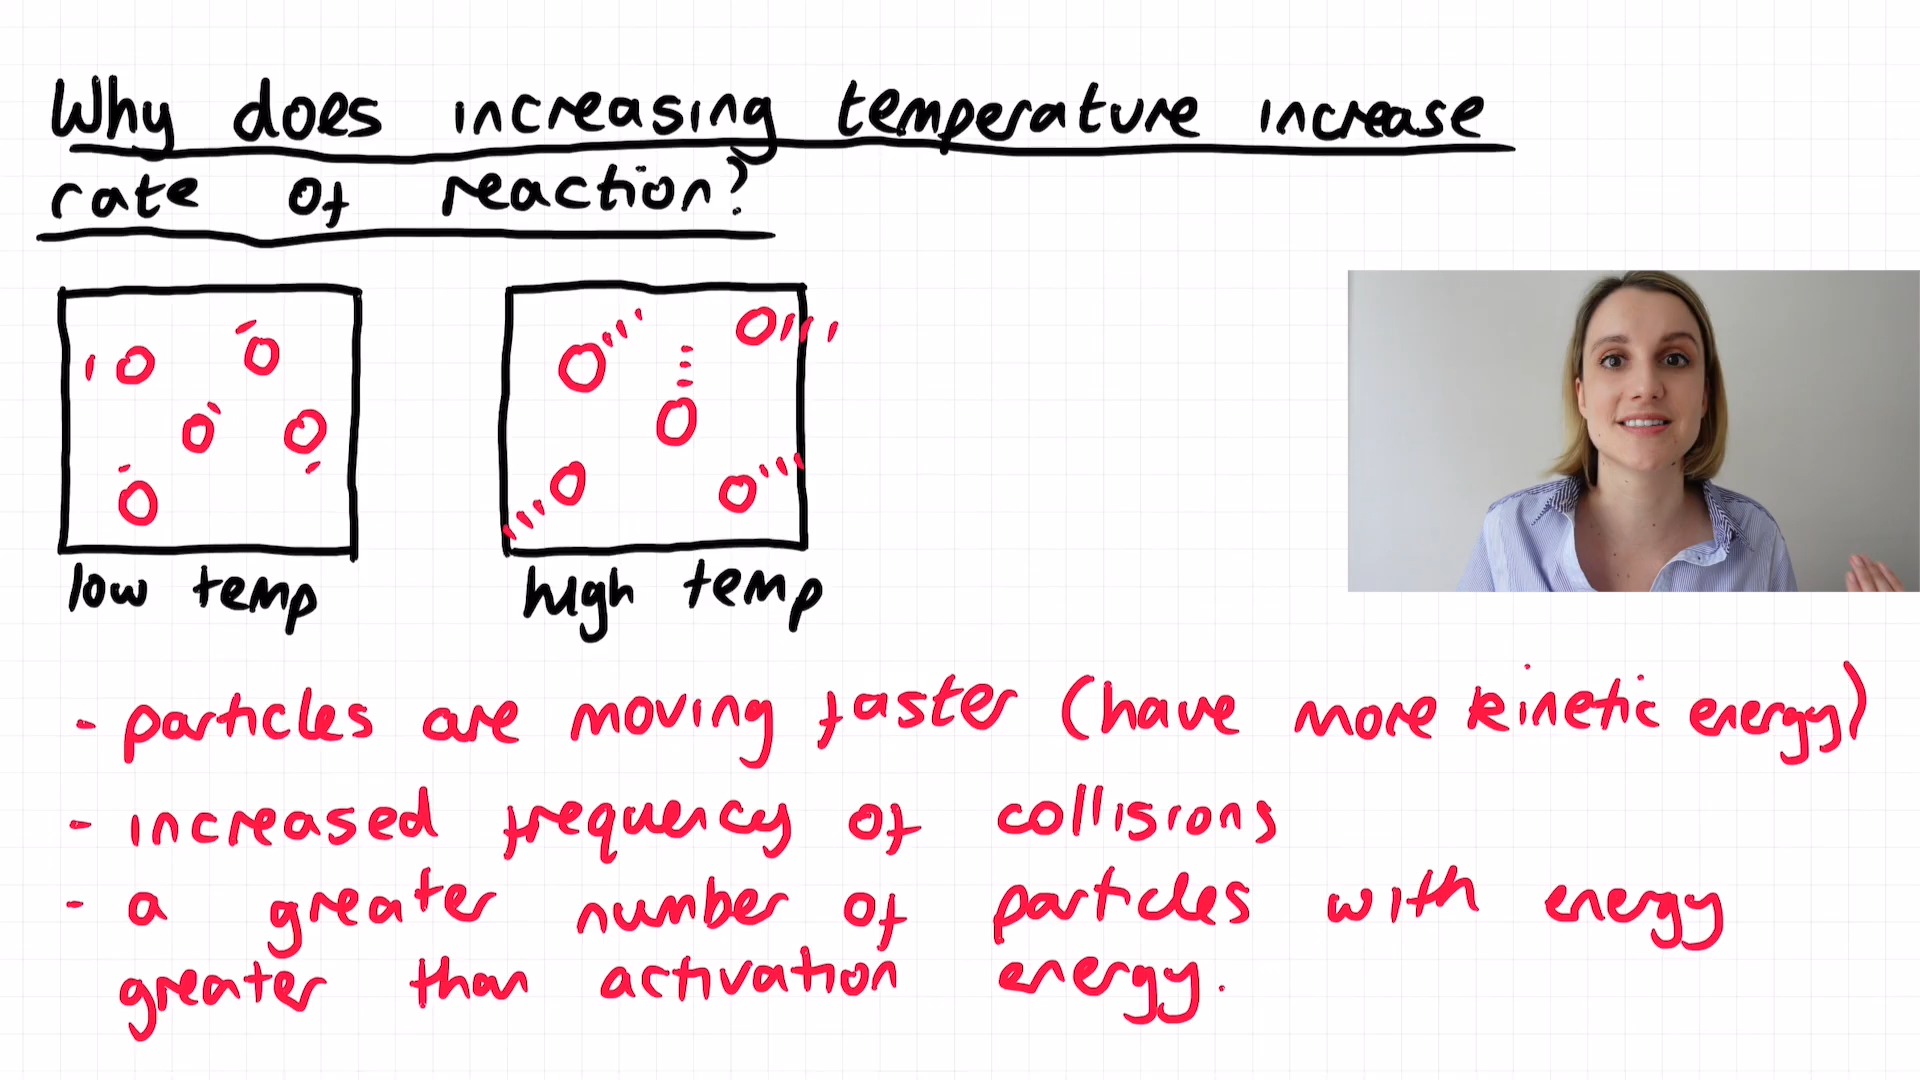 Why does increasing temperature increase
rate of reaction?
low temp
high temp
- particles are moving faster (have more kinetic energy)
- increased frequency of collisions
- a greater number of particles with energy
greater than activation energy.